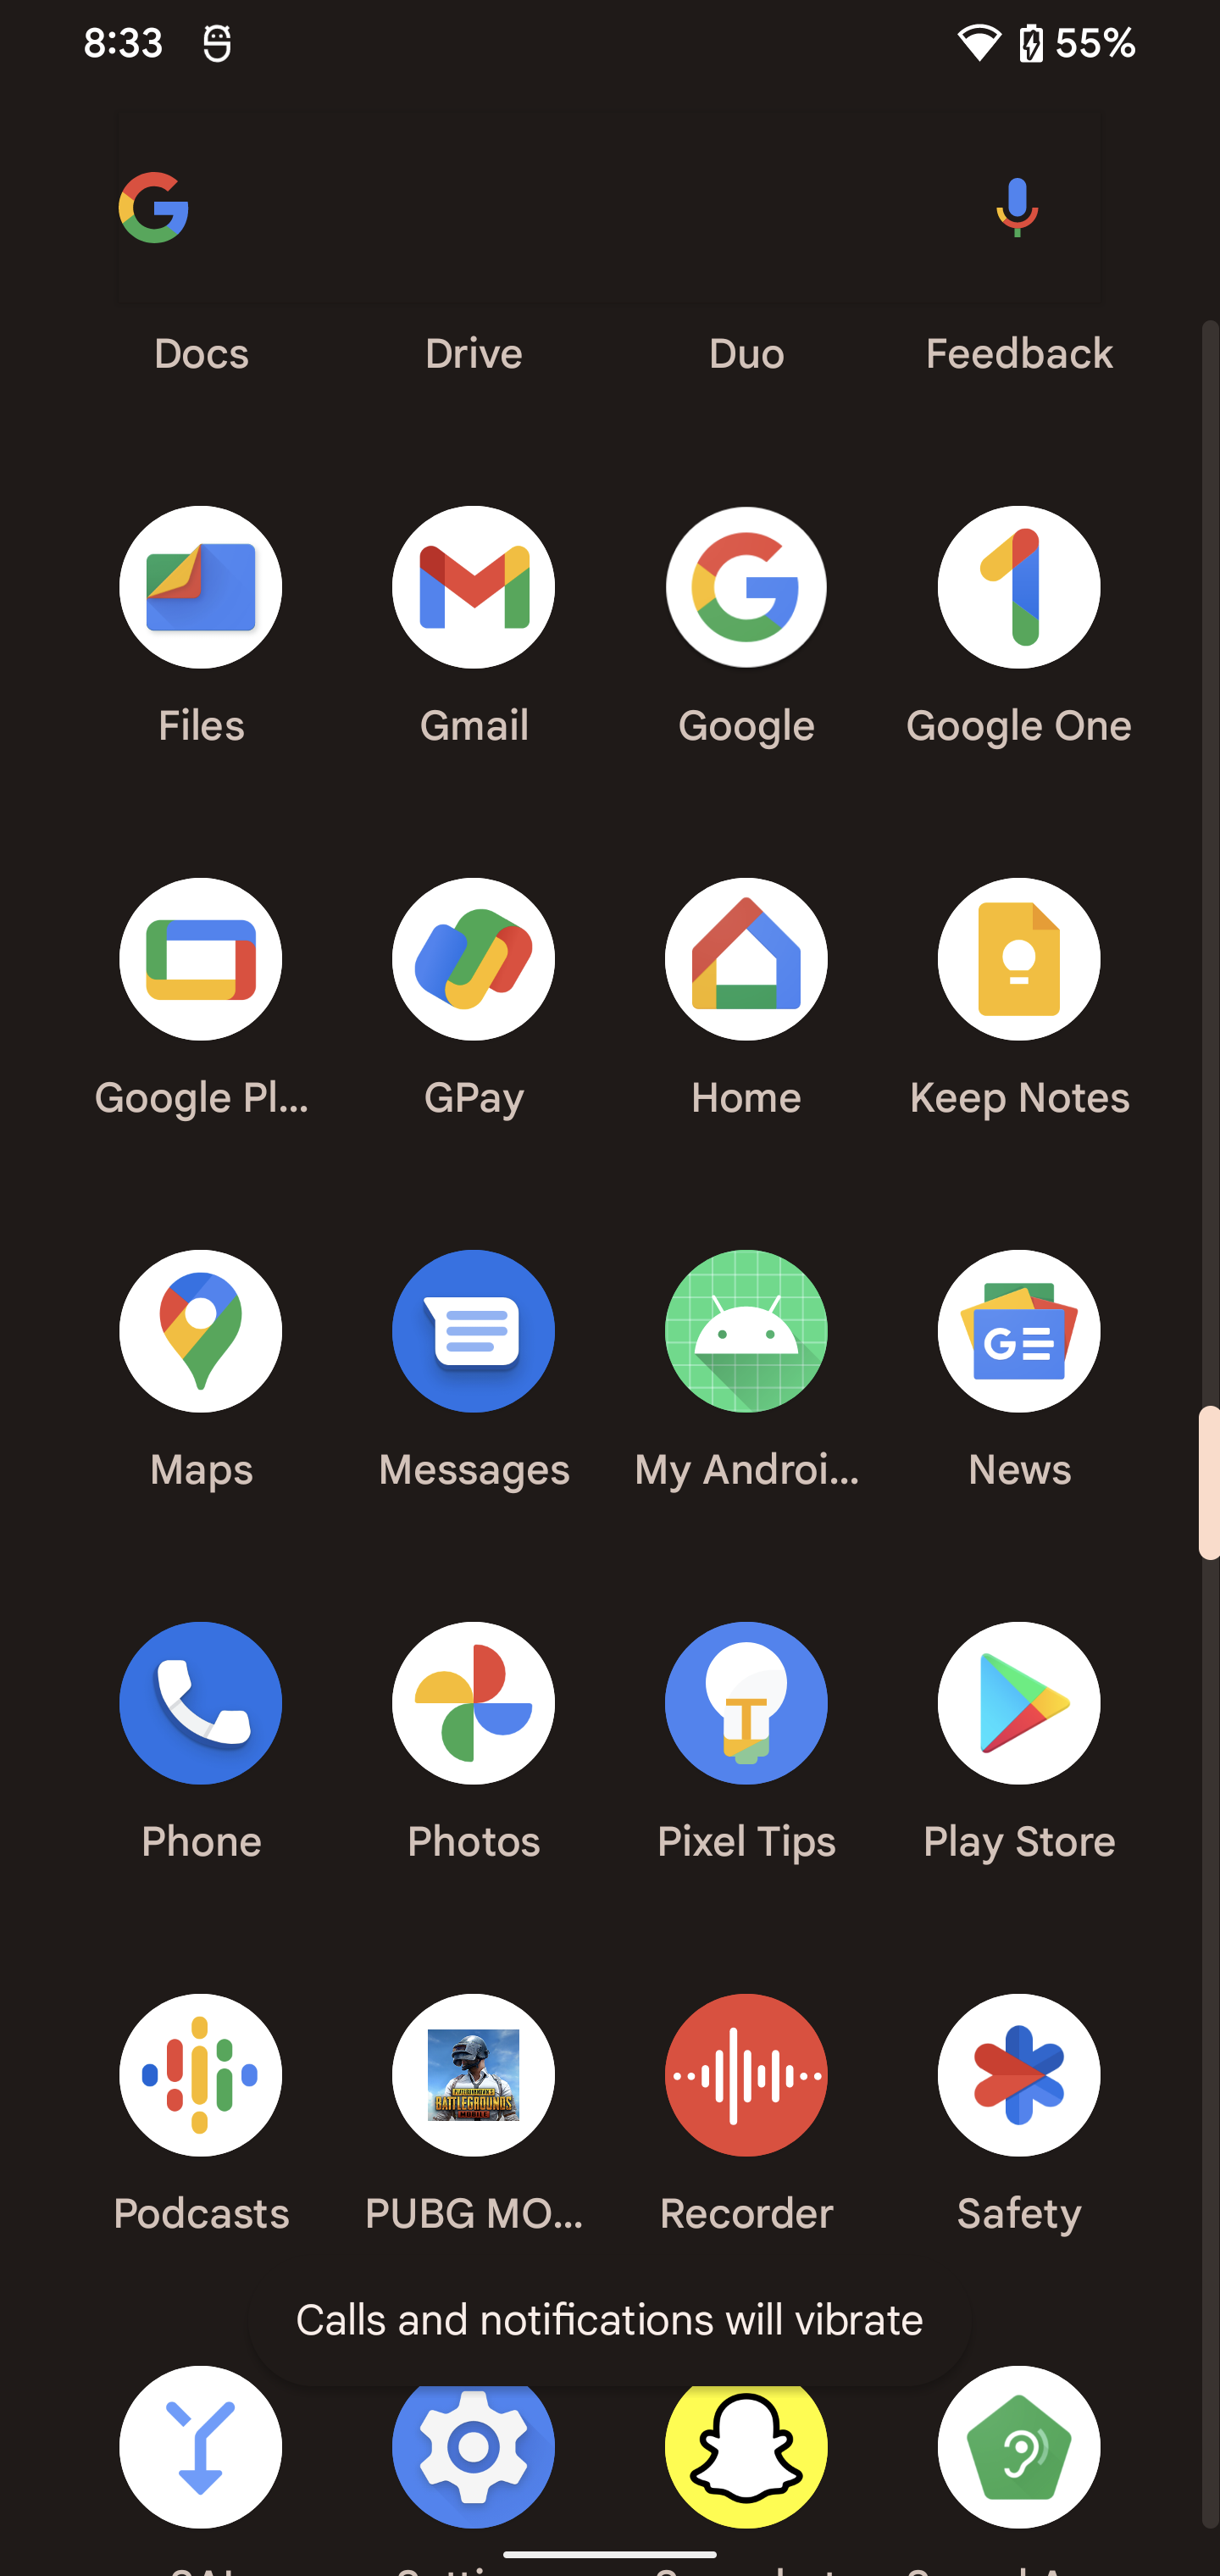 8:33 55%
Docs Drive Duo Feedback
Files Gmail Google Google One
Google Pl... GPay Home Keep Notes
GE
Maps Messages My Androi... News
Phone Photos Pixel Tips Play Store
BATTLEGROUNDS
Podcasts PUBG MO... Recorder Safety
Calls and notifications will vibrate